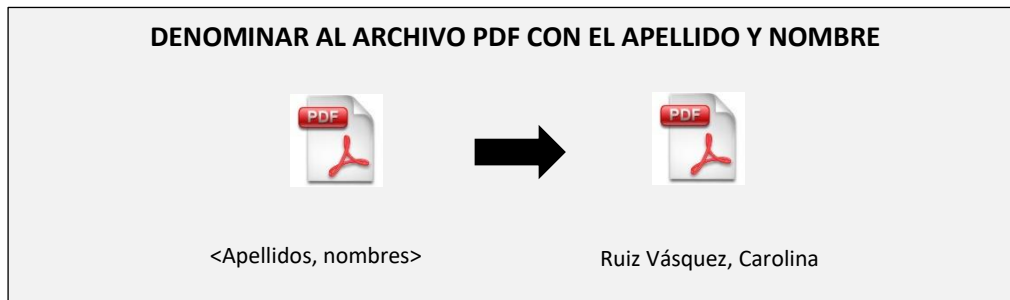 DENOMINAR AL ARCHIVO PDF CON EL APELLIDO Y NOMBRE
PDF
PDF
<Apellidos, nombres>
Ruiz Vásquez, Carolina